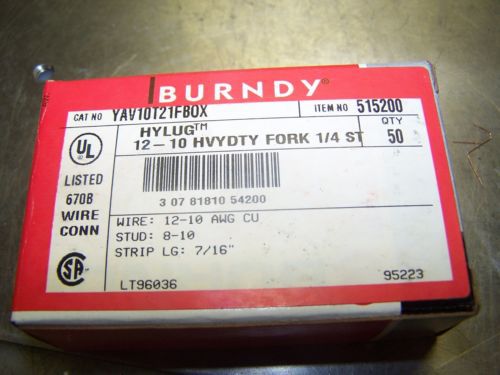 BURNDY®
CAT NO YAV10T21FBOX ITEM NO 515200
HYLUG™ QTY
12-10 HVYDTY FORK 1/4 ST 50
UL
LISTED
670B
WIRE
CONN
SA
3 07 81810 54200
WIRE: 12-10 AWG CU
STUD: 8-10
STRIP LG: 7/16"
LT96036 95223